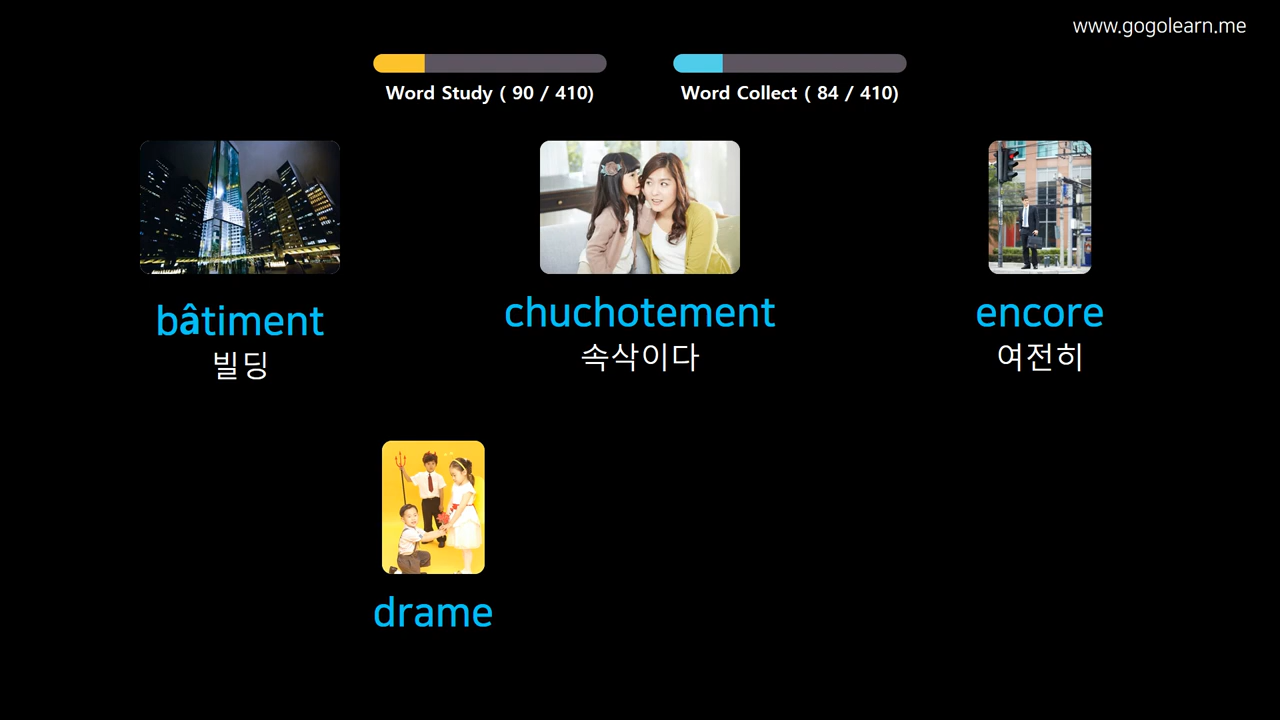 www.gogolearn.me
Word Study ( 90 / 410)
Word Collect ( 84 / 410)
bâtiment
빌딩
chuchotement
속삭이다
encore
여전히
drame